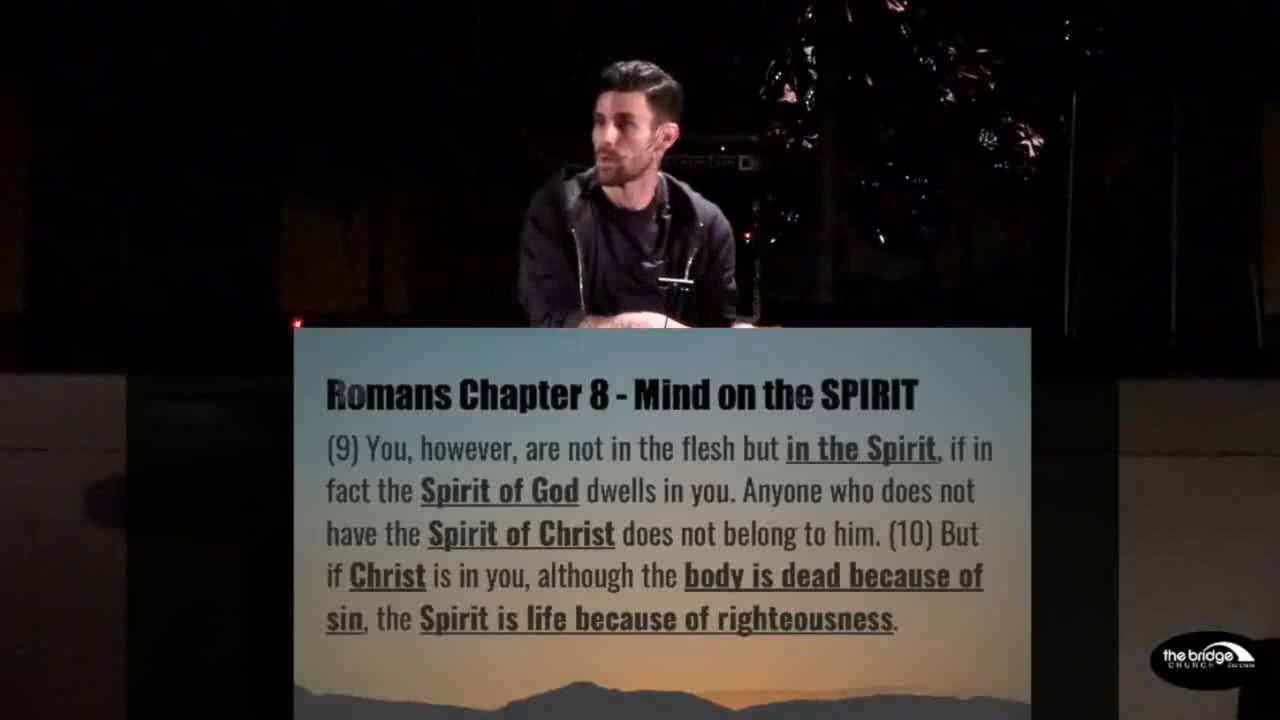 Romans Chapter 8 - Mind on the SPIRIT
(9) You, however, are not in the flesh but in the Spirit, if in
fact the Spirit of God dwells in you. Anyone who does not
have the Spirit of Christ does not belong to him. (10) But
if Christ is in you, although the body is dead because of
sin, the Spirit is life because of righteousness.
the bridge
CHURCH